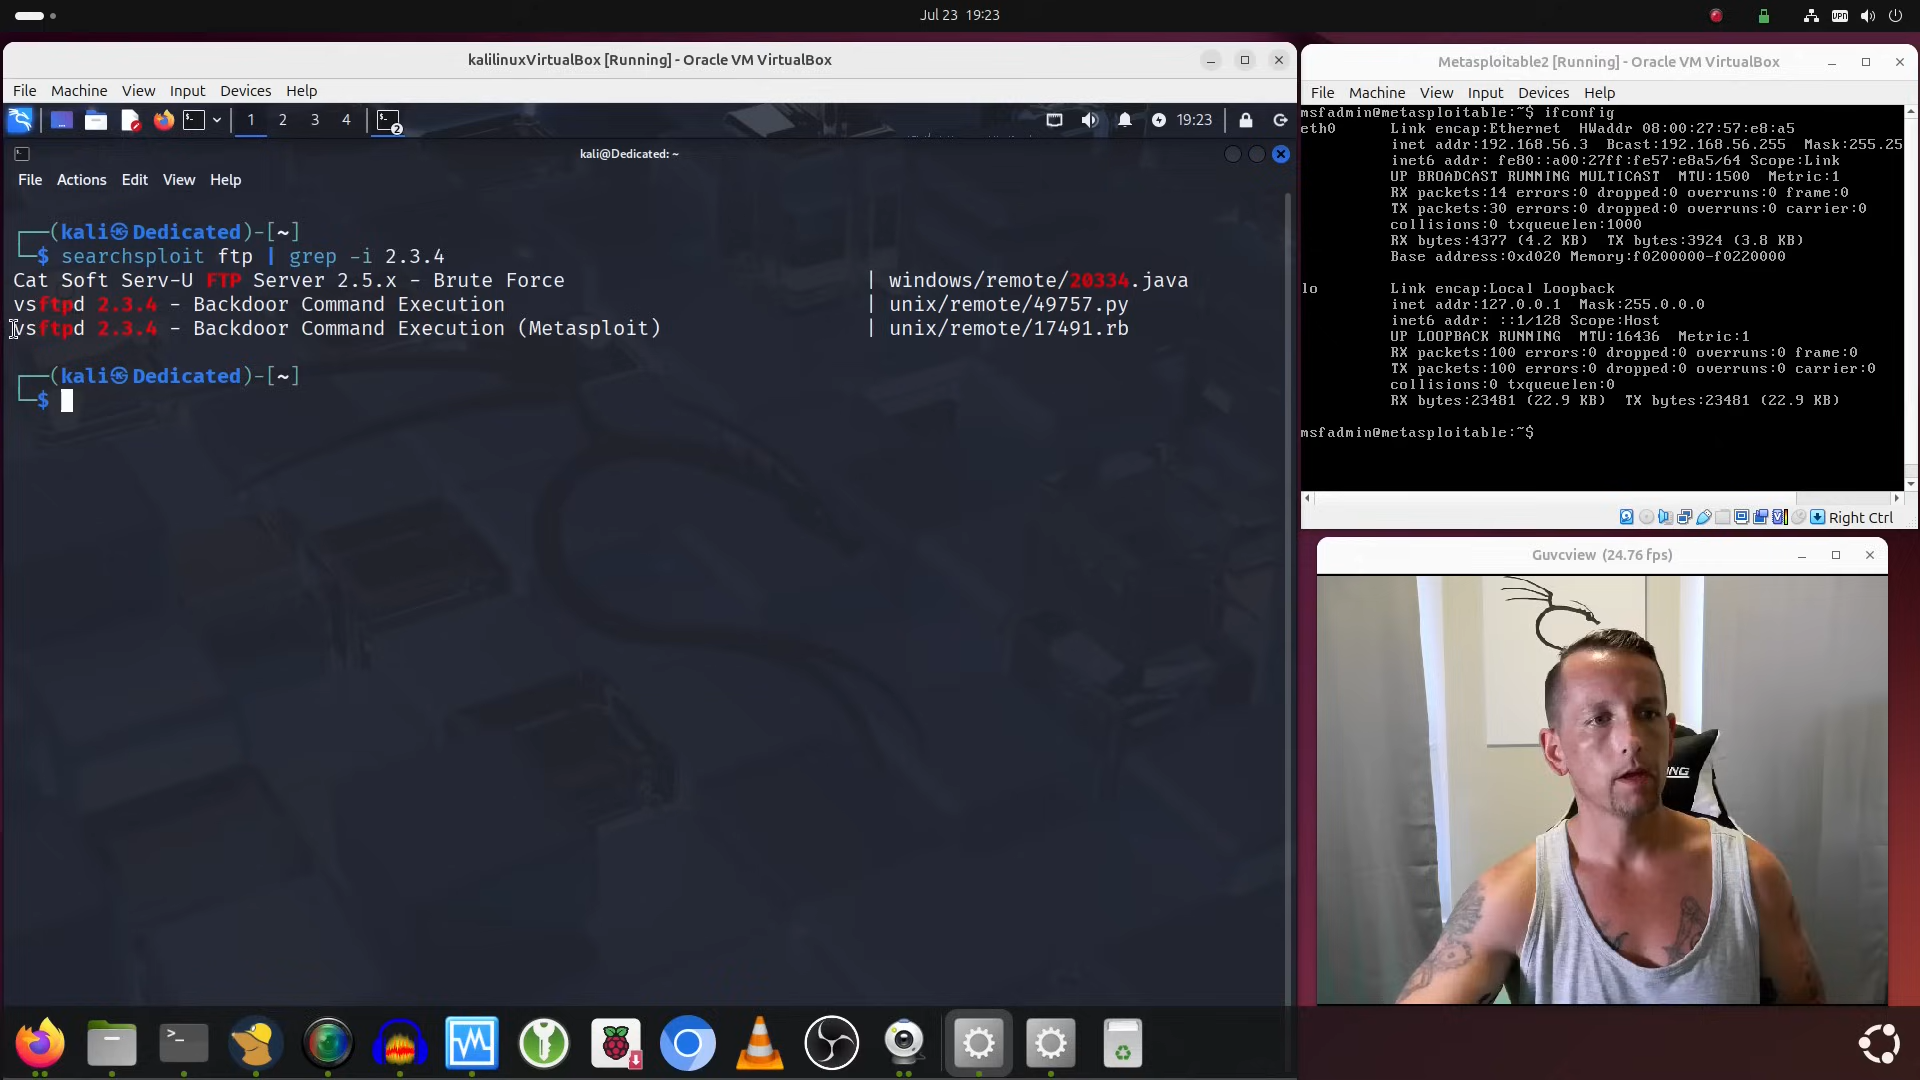 Jul 23 19:23
kalilinuxVirtualBox [Running] - Oracle VM VirtualBox
File Machine View Input Devices Help
1 2 3 4
2
19:23
kali@Dedicated: ~
File Actions Edit View Help
┌──(kali㉿Dedicated)-[~]
└─$ searchsploit ftp | grep -i 2.3.4
Cat Soft Serv-U FTP Server 2.5.x - Brute Force | windows/remote/20334.java
vsftpd 2.3.4 - Backdoor Command Execution | unix/remote/49757.py
vsftpd 2.3.4 - Backdoor Command Execution (Metasploit) | unix/remote/17491.rb
┌──(kali㉿Dedicated)-[~]
└─$
Metasploitable2 [Running] - Oracle VM VirtualBox
File Machine View Input Devices Help
msfadmin@metasploitable:~$ ifconfig
eth0 Link encap:Ethernet HWaddr 08:00:27:57:e8:a5
inet addr:192.168.56.3 Bcast:192.168.56.255 Mask:255.25
inet6 addr: fe80::a00:27ff:fe57:e8a5/64 Scope:Link
UP BROADCAST RUNNING MULTICAST MTU:1500 Metric:1
RX packets:14 errors:0 dropped:0 overruns:0 frame:0
TX packets:30 errors:0 dropped:0 overruns:0 carrier:0
collisions:0 txqueuelen:1000
RX bytes:4377 (4.2 KB) TX bytes:3924 (3.8 KB)
Base address:0xd020 Memory:f0200000-f0220000
lo Link encap:Local Loopback
inet addr:127.0.0.1 Mask:255.0.0.0
inet6 addr: ::1/128 Scope:Host
UP LOOPBACK RUNNING MTU:16436 Metric:1
RX packets:100 errors:0 dropped:0 overruns:0 frame:0
TX packets:100 errors:0 dropped:0 overruns:0 carrier:0
collisions:0 txqueuelen:0
RX bytes:23481 (22.9 KB) TX bytes:23481 (22.9 KB)
msfadmin@metasploitable:~$
Right Ctrl
Guvcview (24.76 fps)
VPN